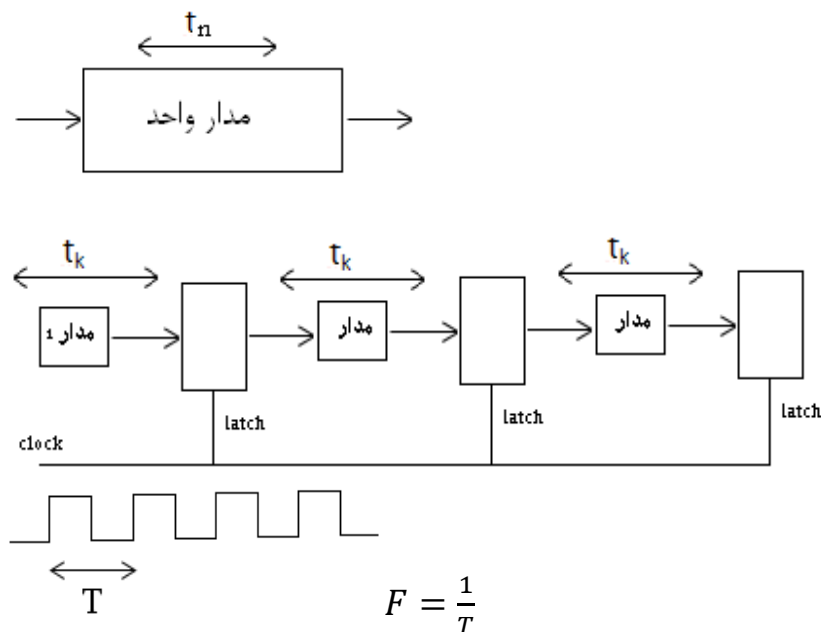 tn
مدار واحد
tk
tk
tk
مدار 1
مدار
مدار
latch
latch
latch
clock
T
F = 1/T